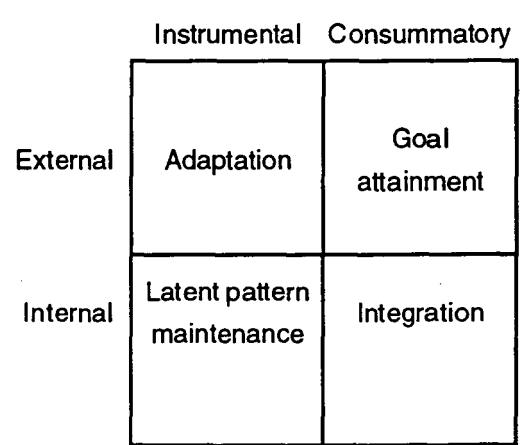 Instrumental Consummatory
External Adaptation Goal
attainment
Internal Latent pattern
maintenance Integration